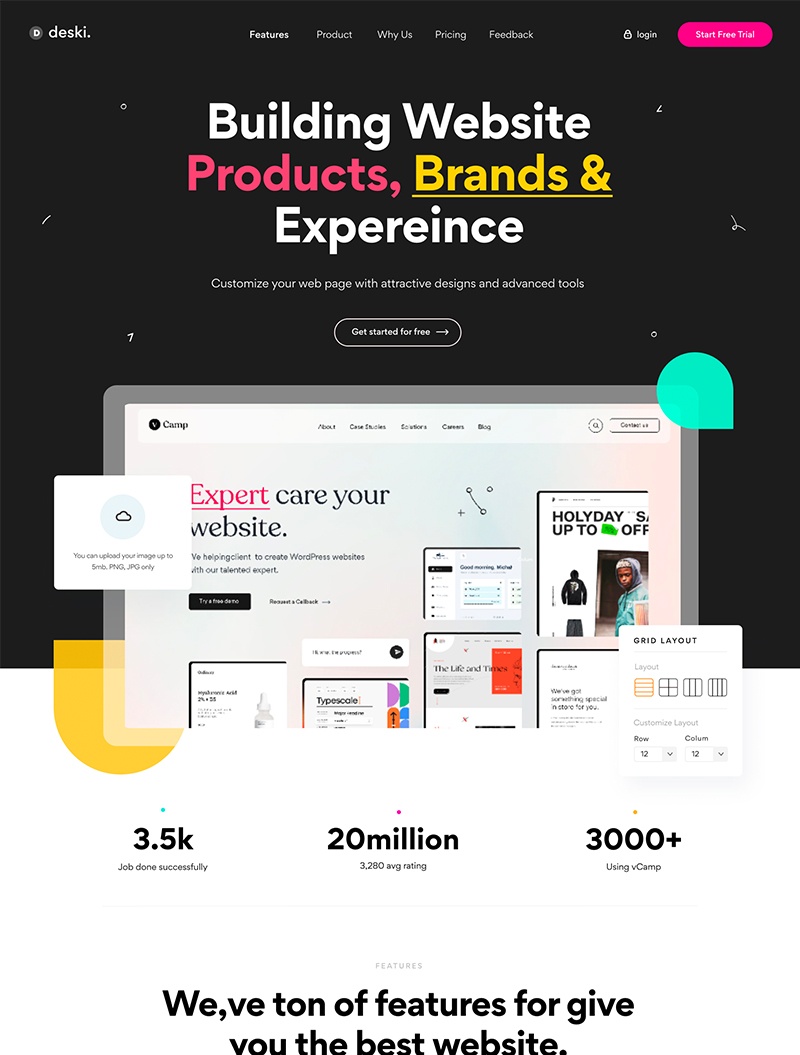 D deski.
Features Product Why Us Pricing Feedback login Start Free Trial
Building Website
Products, Brands &
Expereince
Customize your web page with attractive designs and advanced tools
Get started for free
V Camp
About Case Studies Solutions Careers Blog Contact us
Expert care your
website.
We helpingclient to create WordPress websites
with our talented expert.
Try a free demo Request a Callback
You can upload your image up to
5mb, PNG, JPG only
HOLYDAY SA
UP TO OFF
Good morning,
Hi, what the progress?
The Life and Times
Hyaluronic Acid
2% + B5
Typescale
Major Headline
We've got
something special
in store for you.
GRID LAYOUT
Layout
Customize Layout
Row Colum
12 12
3.5k
Job done successfully
20million
3,280 avg rating
3000+
Using vCamp
FEATURES
We,ve ton of features for give
you the best website.